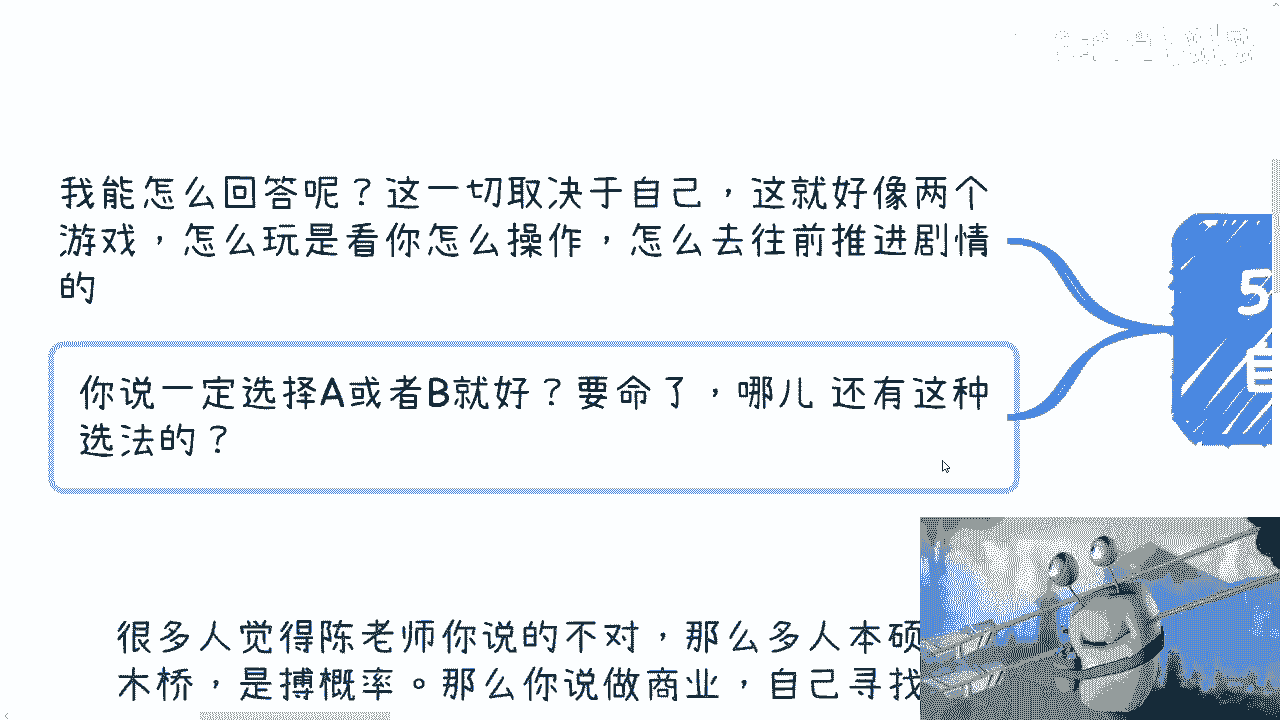 我能怎么回答呢？这一切取决于自己，这就好像两个
游戏，怎么玩是看你怎么操作，怎么去往前推进剧情
的
5
自
你说一定选择A或者B就好？要命了，哪儿 还有这种
选法的？
很多人觉得陈老师你说的不对，那么多人本硕
木桥，是搏概率。那么你说做商业，自己寻找